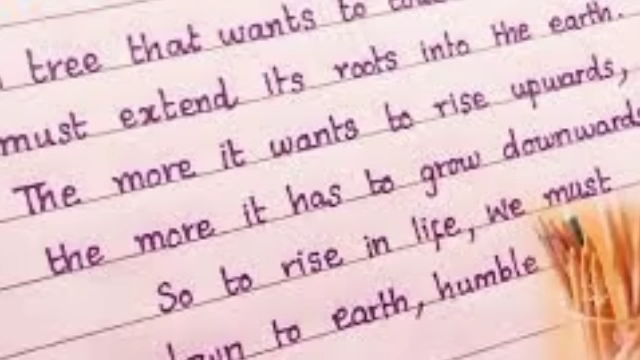 tree that wants to
must extend its roots into the earth.
The more it wants to rise upwards,
the more it has to grow downwards
So to rise in life, we must
to earth, humble